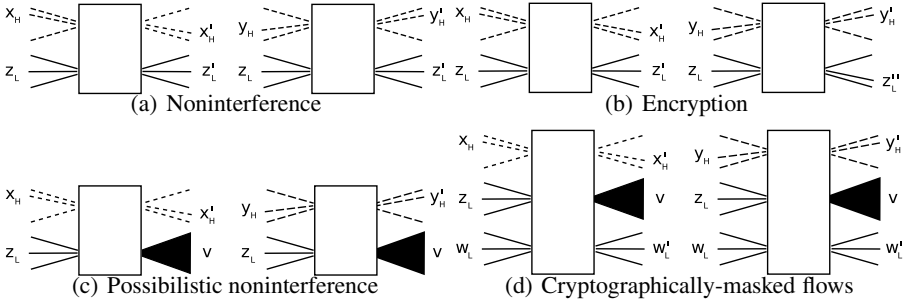 x_H x'_H y_H y'_H x_H x'_H y_H y'_H
z_L z'_L z_L z'_L z_L z'_L z_L z''_L
(a) Noninterference (b) Encryption
x_H x'_H y_H y'_H
z_L v z_L v
x_H x'_H y_H y'_H
z_L v z_L v
w_L w'_L w_L w'_L
(c) Possibilistic noninterference (d) Cryptographically-masked flows